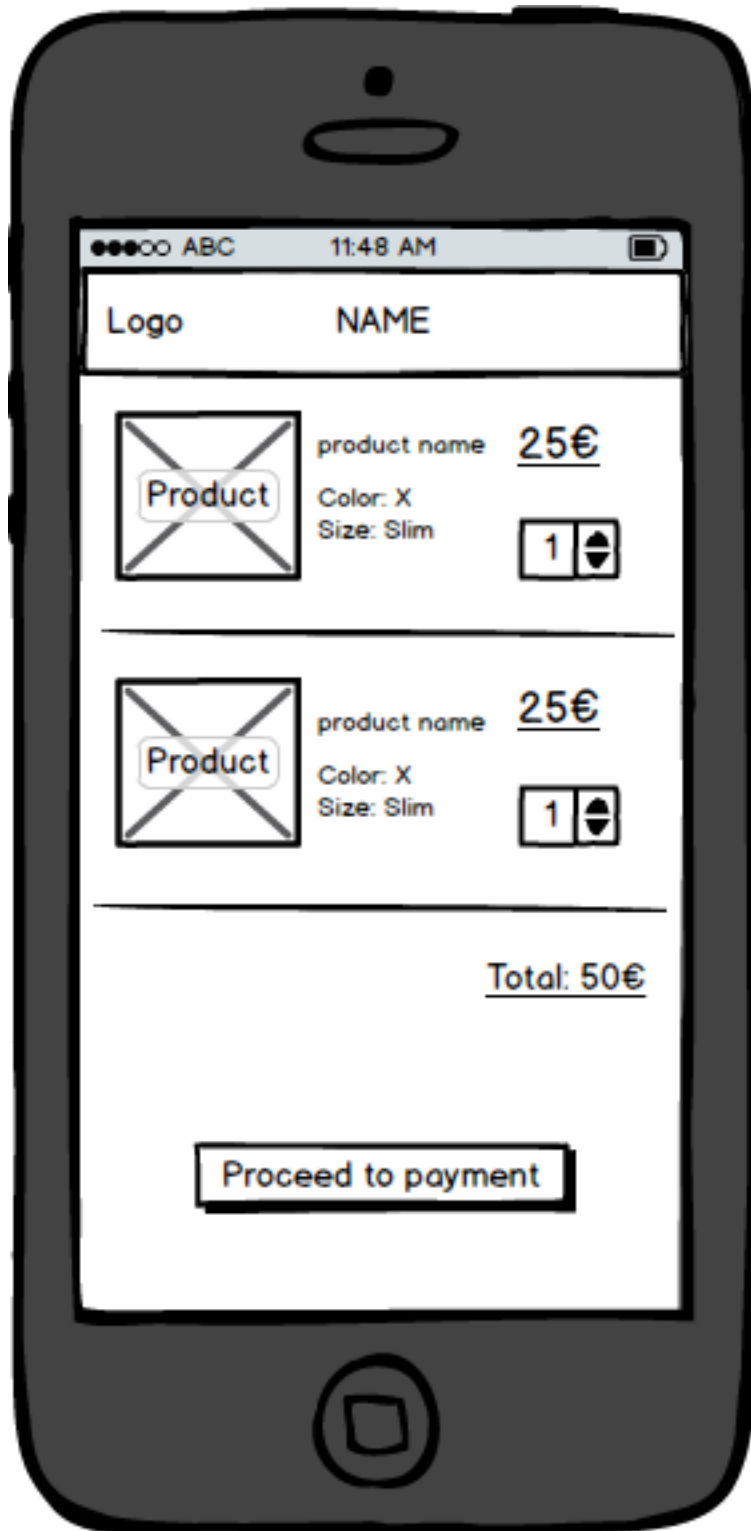 ABC 11:48 AM
Logo NAME
product name 25€
Product
Color: X
Size: Slim
1
product name 25€
Product
Color: X
Size: Slim
1
Total: 50€
Proceed to payment